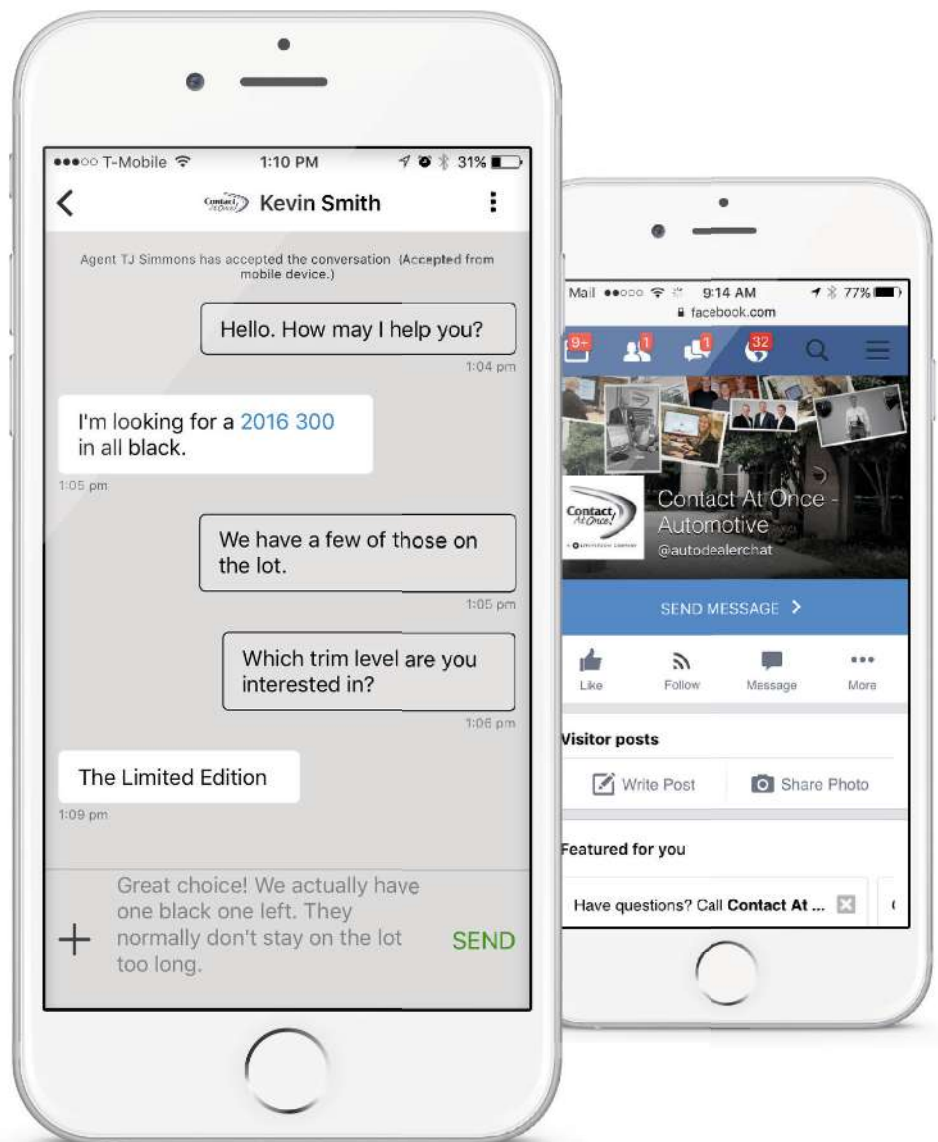 ●●●○○ T-Mobile 1:10 PM 31%
Contact At Once! Kevin Smith
Agent TJ Simmons has accepted the conversation (Accepted from
mobile device.)
Hello. How may I help you?
1:04 pm
I'm looking for a 2016 300
in all black.
1:05 pm
We have a few of those on
the lot.
1:05 pm
Which trim level are you
interested in?
1:06 pm
The Limited Edition
1:09 pm
Great choice! We actually have
one black one left. They
normally don't stay on the lot
too long.
SEND
Mail ●●○○○ 9:14 AM 77%
facebook.com
9+ 1 1 32
Contact
At Once!
Contact At Once -
Automotive
@autodealerchat
SEND MESSAGE
Like Follow Message More
Visitor posts
Write Post Share Photo
Featured for you
Have questions? Call Contact At ...